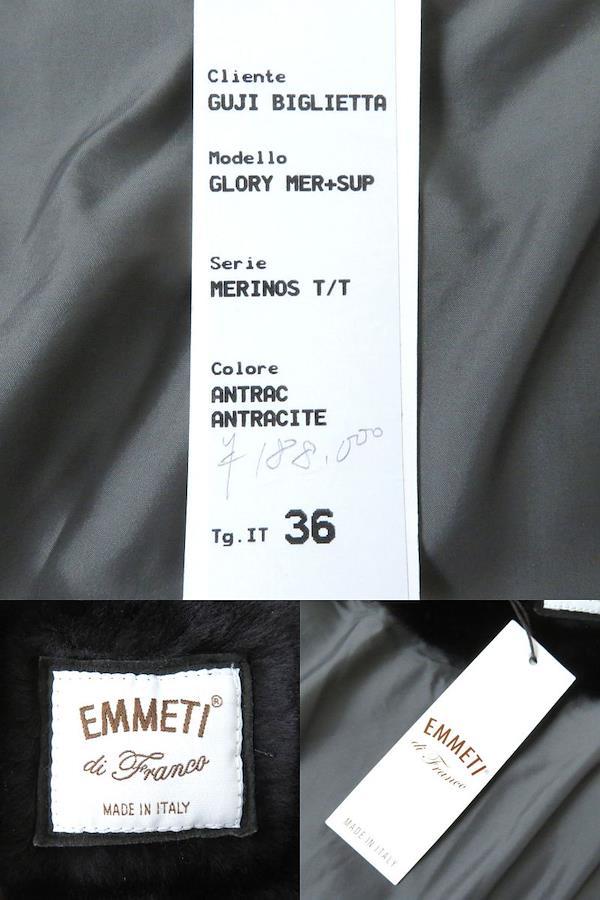 Cliente
GUJI BIGLIETTA
Modello
GLORY MER+SUP
Serie
MERINOS T/T
Colore
ANTRAC
ANTRACITE
¥188.000
Tg.IT 36
EMMETI®
di Franco
MADE IN ITALY
EMMETI
di Franco
MADE IN ITALY